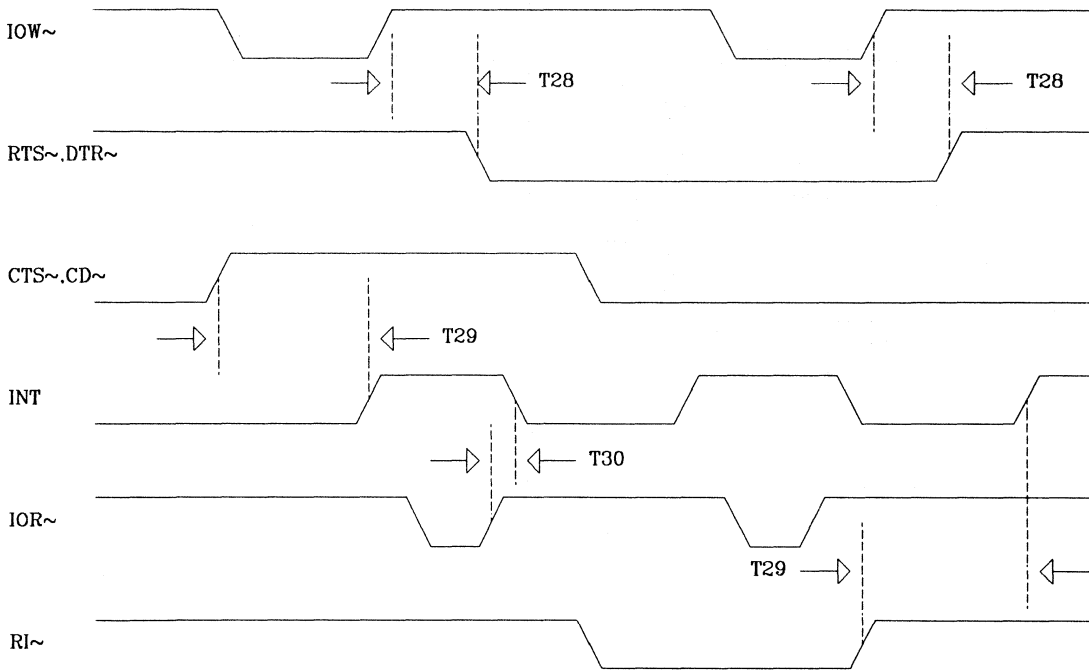 IOW~
T28
T28
RTS~,DTR~
CTS~,CD~
T29
INT
T30
IOR~
T29
RI~